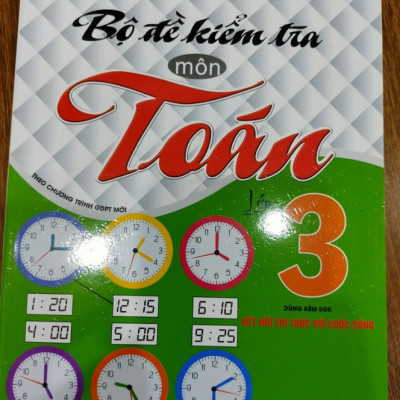 Bộ đề kiểm tra
môn
Toán
THEO CHƯƠNG TRÌNH GDPT MỚI
Lớp 3
DÙNG KÈM SGK
KẾT NỐI TRI THỨC VỚI CUỘC SỐNG
1:20 12:15 6:10
4:00 5:00 9:25